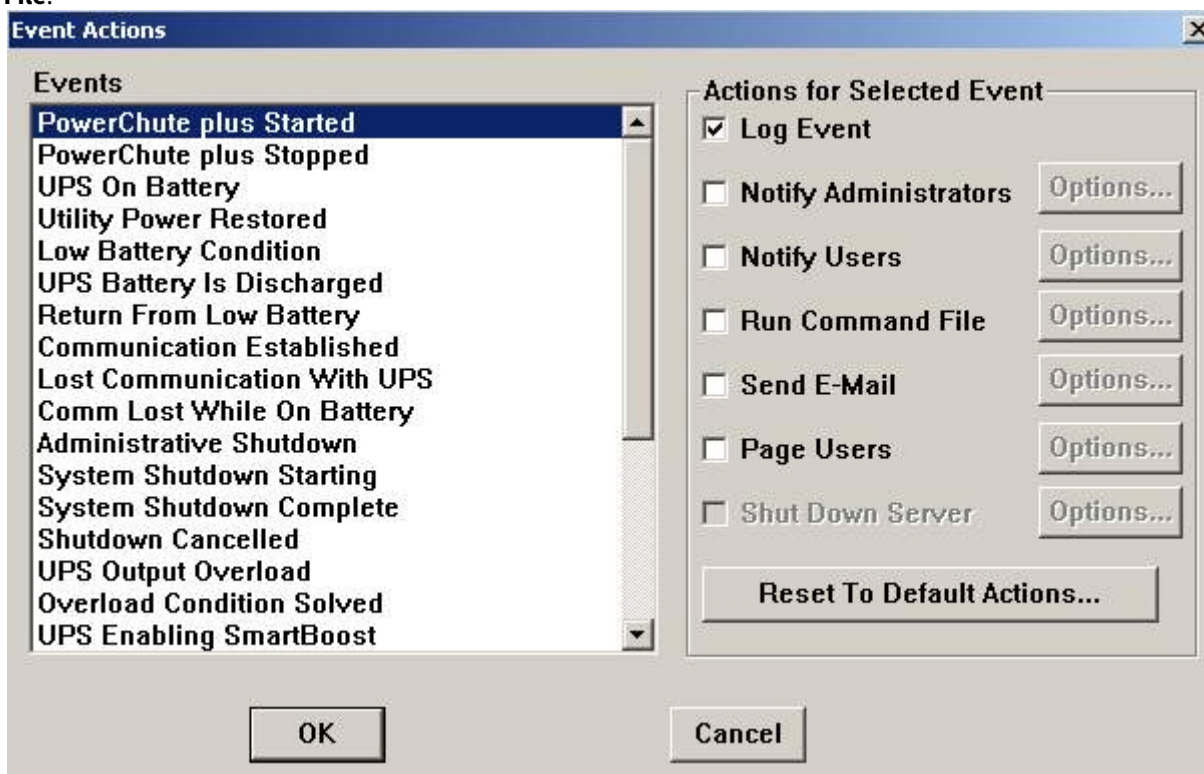 File.
Event Actions
Events
PowerChute plus Started
PowerChute plus Stopped
UPS On Battery
Utility Power Restored
Low Battery Condition
UPS Battery Is Discharged
Return From Low Battery
Communication Established
Lost Communication With UPS
Comm Lost While On Battery
Administrative Shutdown
System Shutdown Starting
System Shutdown Complete
Shutdown Cancelled
UPS Output Overload
Overload Condition Solved
UPS Enabling SmartBoost
Actions for Selected Event
Log Event
Notify Administrators Options...
Notify Users Options...
Run Command File Options...
Send E-Mail Options...
Page Users Options...
Shut Down Server Options...
Reset To Default Actions...
OK
Cancel